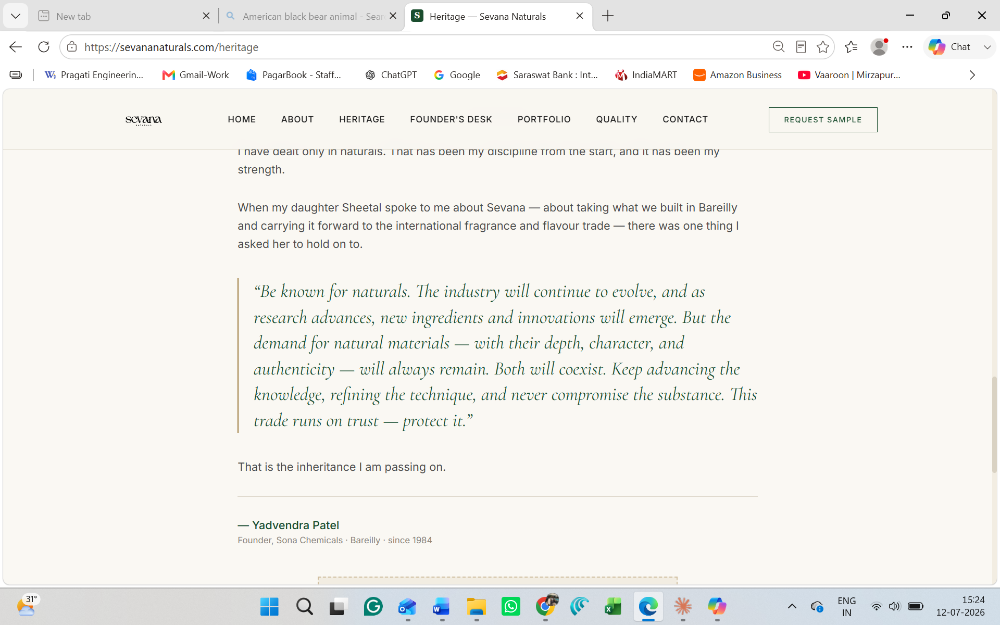 New tab
American black bear animal - Sear
Heritage — Sevana Naturals
https://sevananaturals.com/heritage
Chat
Pragati Engineerin...
Gmail-Work
PagarBook - Staff...
ChatGPT
Google
Saraswat Bank : Int...
IndiaMART
Amazon Business
Vaaroon | Mirzapur...
sevana
NATURALS
HOME
ABOUT
HERITAGE
FOUNDER'S DESK
PORTFOLIO
QUALITY
CONTACT
REQUEST SAMPLE
I have dealt only in naturals. That has been my discipline from the start, and it has been my
strength.
When my daughter Sheetal spoke to me about Sevana — about taking what we built in Bareilly
and carrying it forward to the international fragrance and flavour trade — there was one thing I
asked her to hold on to.
“Be known for naturals. The industry will continue to evolve, and as
research advances, new ingredients and innovations will emerge. But the
demand for natural materials — with their depth, character, and
authenticity — will always remain. Both will coexist. Keep advancing the
knowledge, refining the technique, and never compromise the substance. This
trade runs on trust — protect it.”
That is the inheritance I am passing on.
— Yadvendra Patel
Founder, Sona Chemicals · Bareilly · since 1984
31°
ENG
IN
15:24
12-07-2026